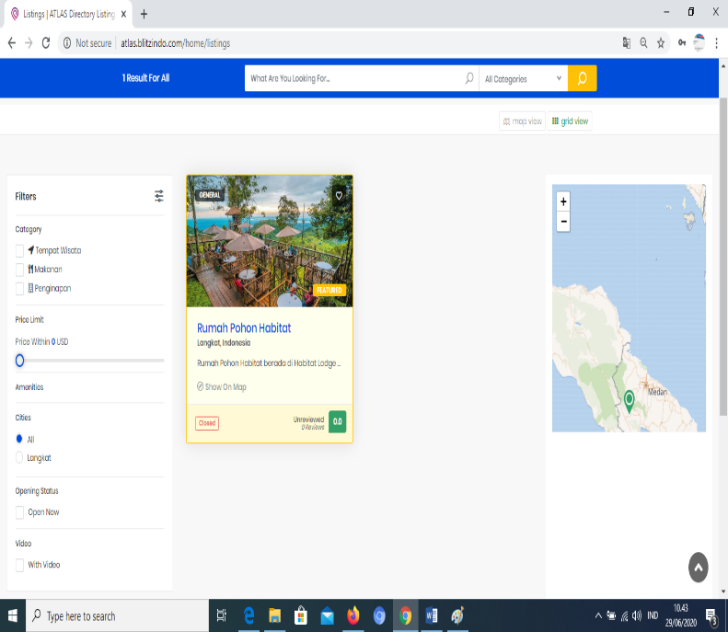 Listings | ATLAS Directory Listing
Not secure | atlas.blitzindo.com/home/listings
1 Result For All
What Are You Looking For...
All Categories
map view
grid view
Filters
Category
Tempat Wisata
Makanan
Penginapan
Price Limit
Price Within 0 USD
Amenities
Cities
All
Langkat
Opening Status
Open Now
Video
With Video
GENERAL
FEATURED
Rumah Pohon Habitat
Langkat, Indonesia
Rumah Pohon Habitat berada di Habitat Lodge ...
Show On Map
Closed
Unreviewed
0 Reviews
0.0
+
−
Medan
Type here to search
IND
10.43
29/06/2020
3